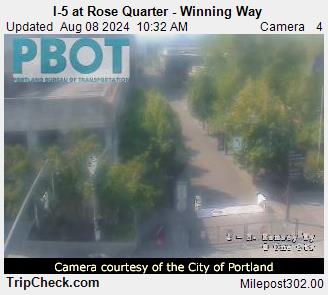 I-5 at Rose Quarter - Winning Way
Updated Aug 08 2024 10:32 AM Camera 4
PBOT
PORTLAND BUREAU OF TRANSPORTATION
Camera courtesy of the City of Portland
TripCheck.com Milepost302.00